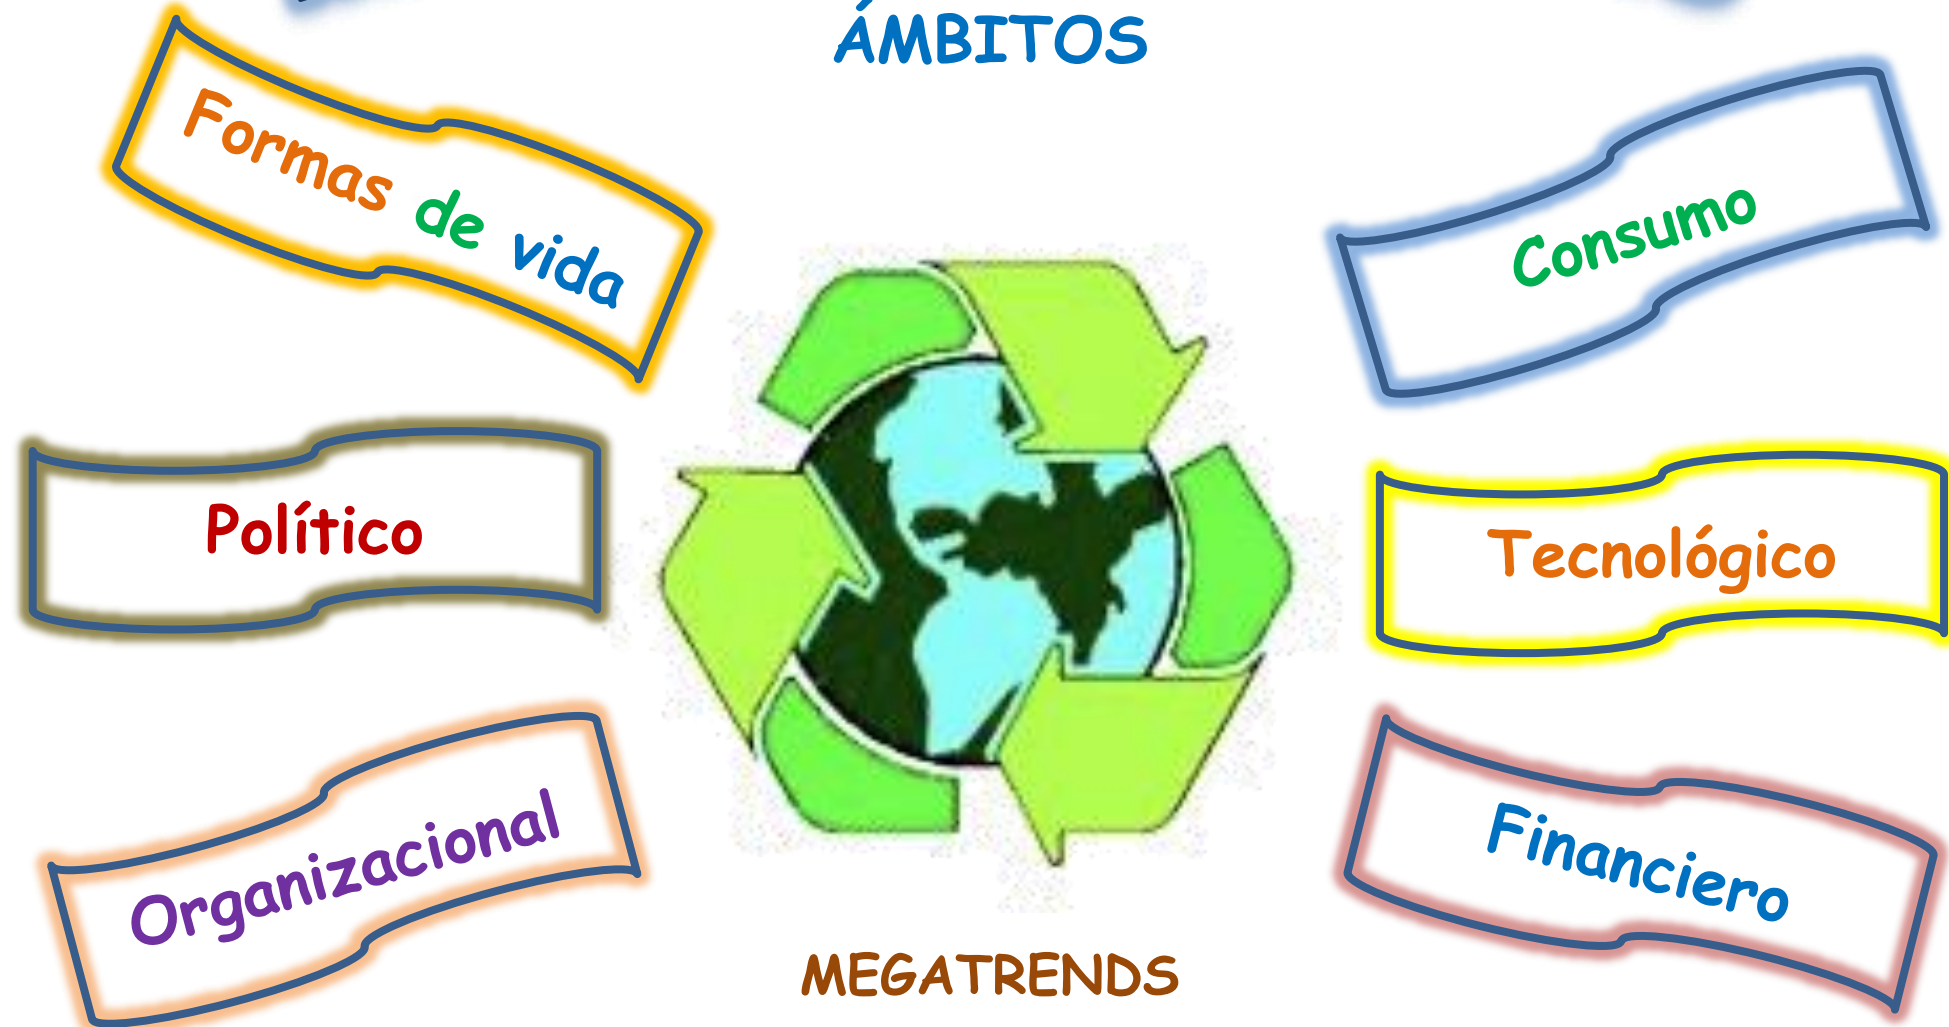 ÁMBITOS
Formas de vida
Consumo
Político
Tecnológico
Organizacional
Financiero
MEGATRENDS